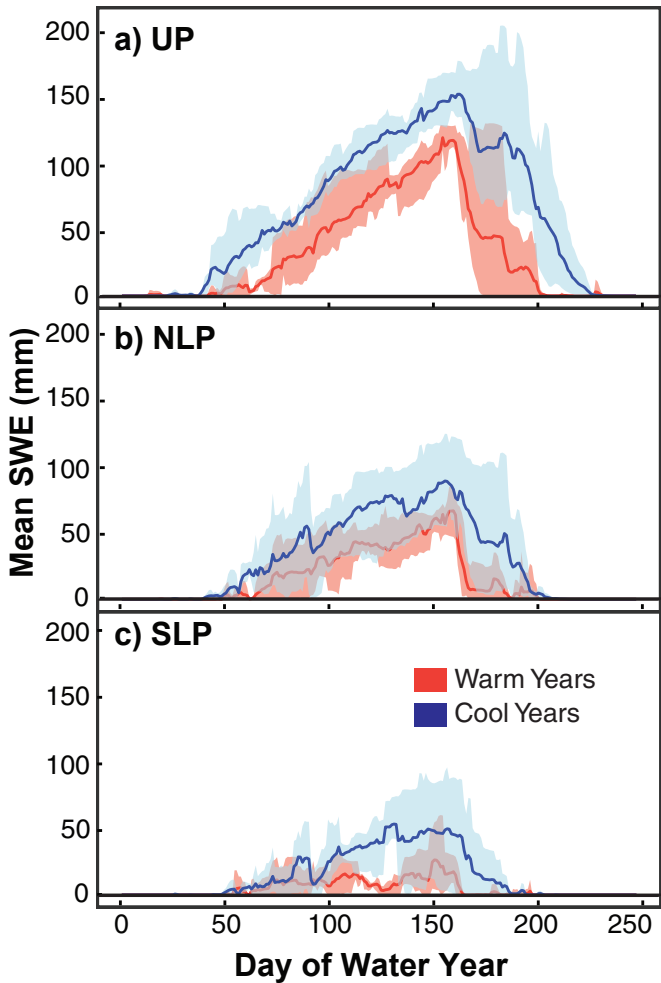 a) UP
200
150
100
50
0
b) NLP
200
150
100
50
0
c) SLP
200
150
100
50
0
Warm Years
Cool Years
0 50 100 150 200 250
Day of Water Year
Mean SWE (mm)